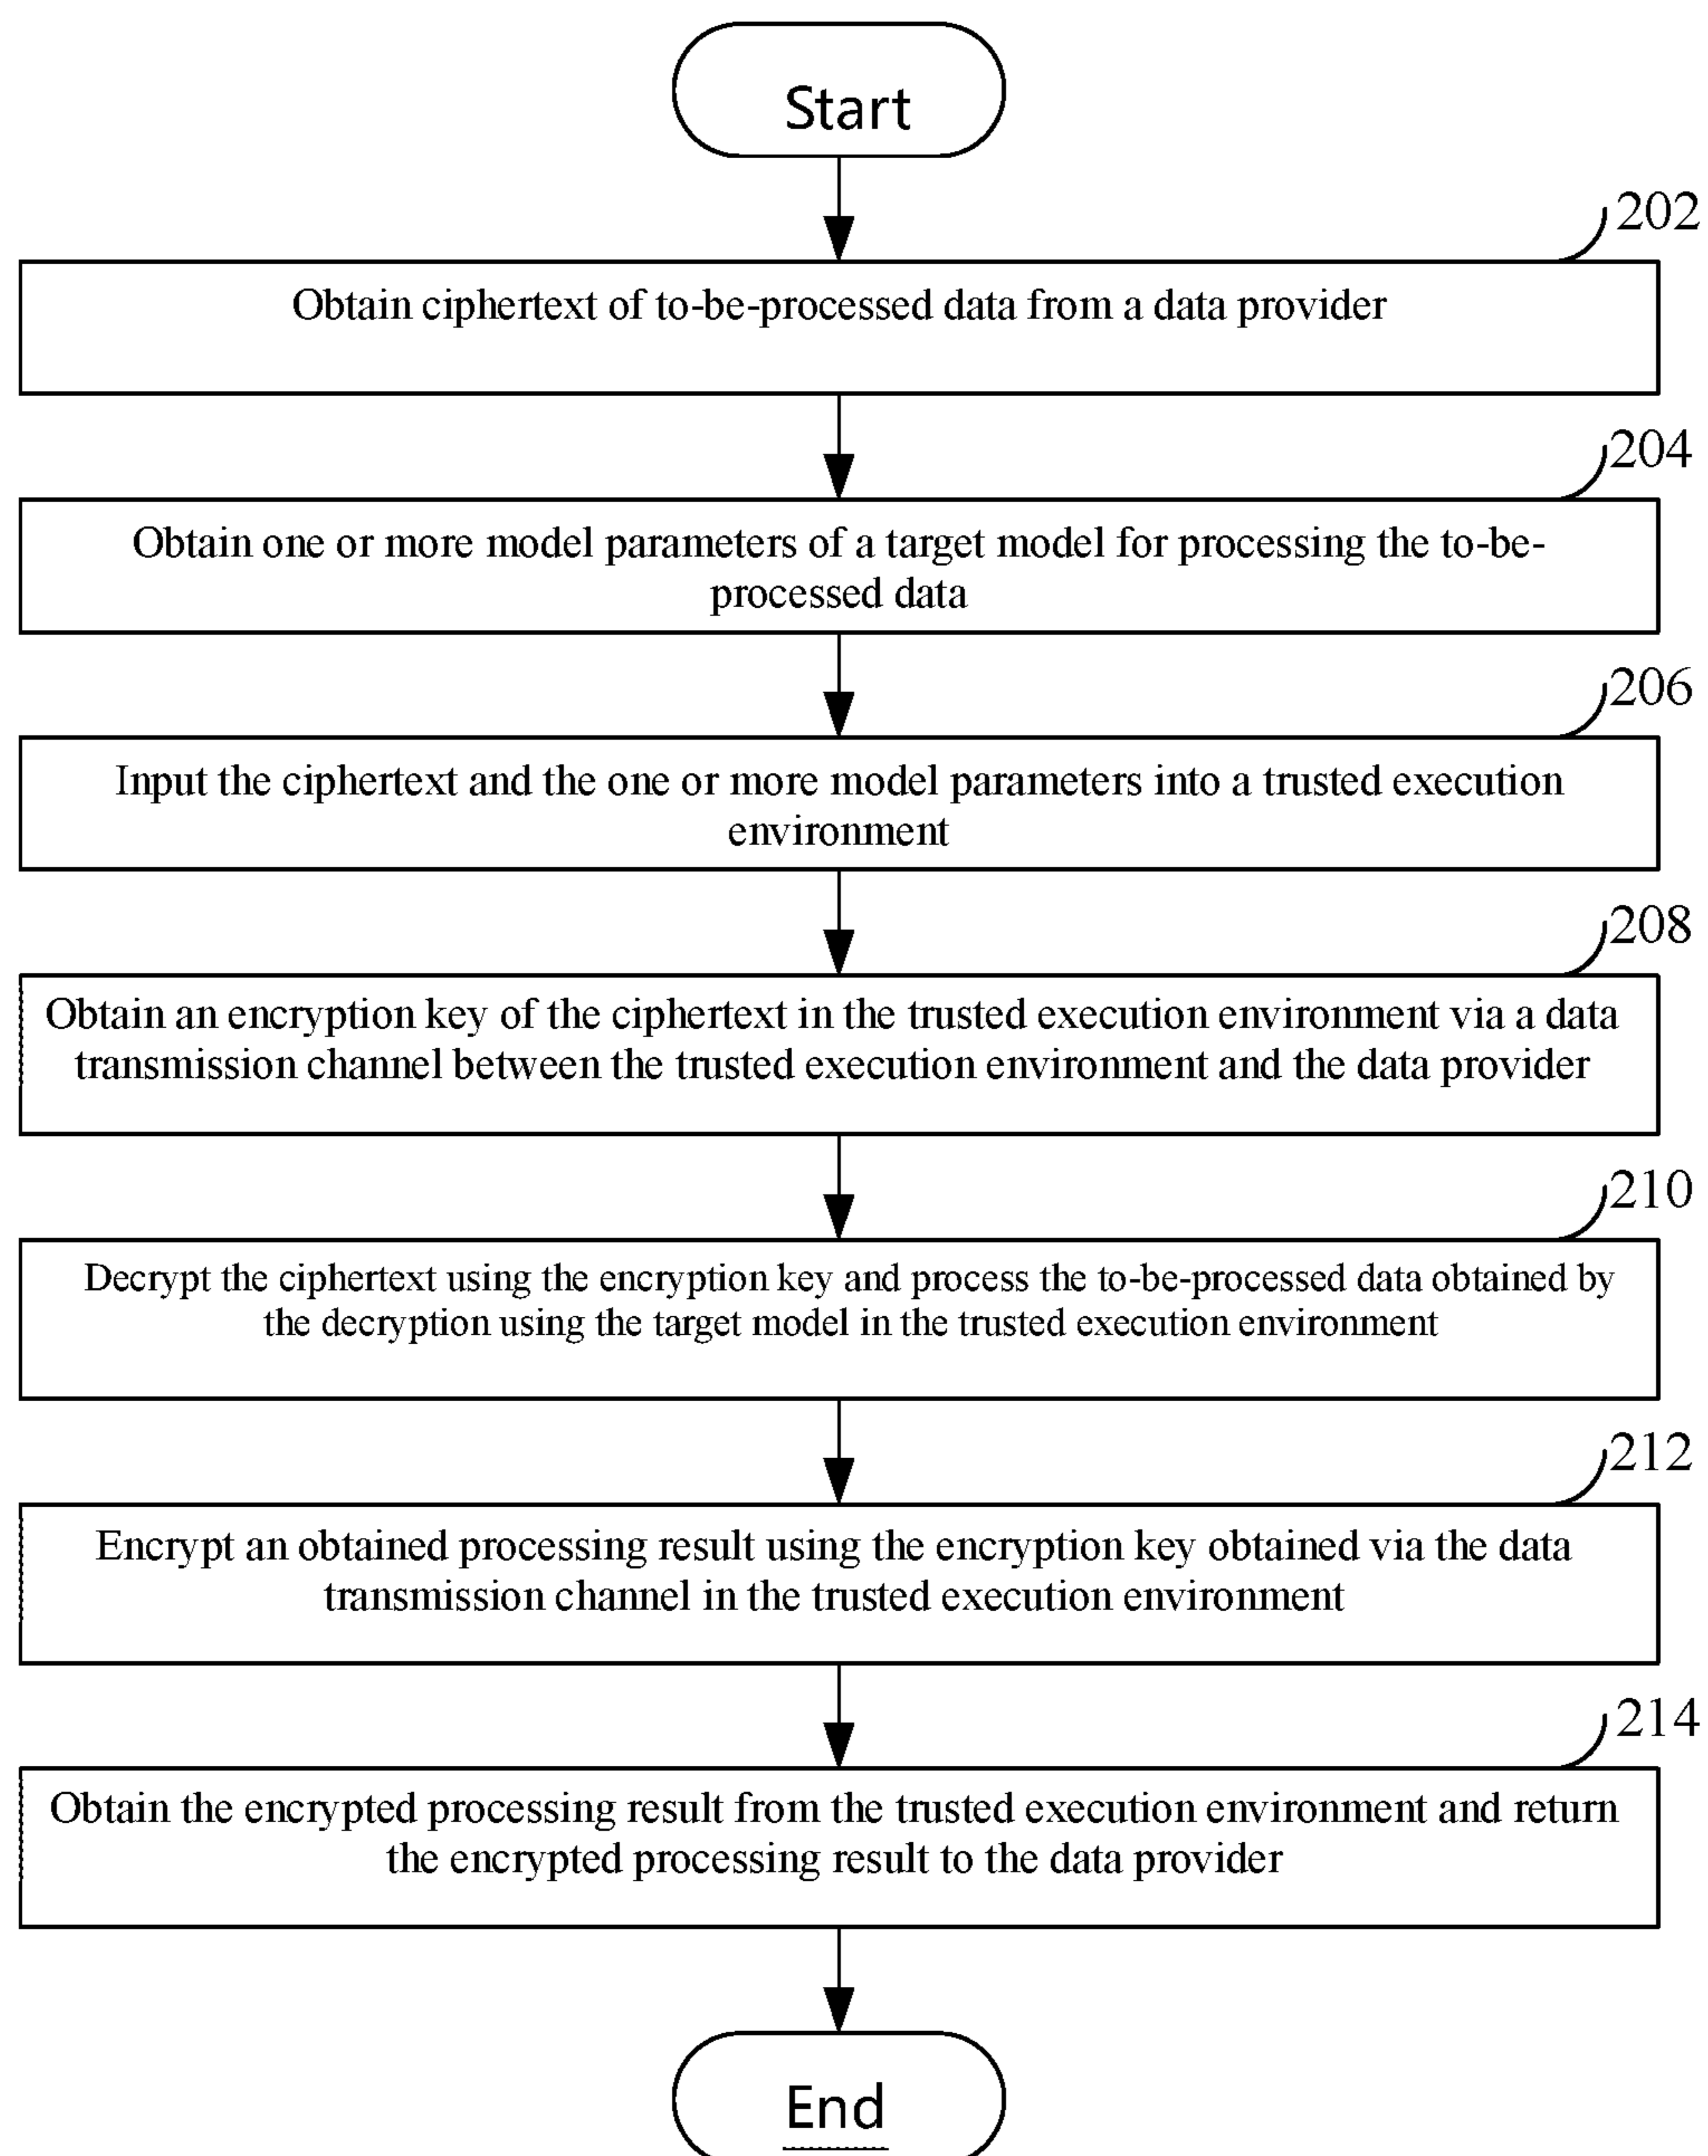 Start
202
Obtain ciphertext of to-be-processed data from a data provider
204
Obtain one or more model parameters of a target model for processing the to-be-
processed data
206
Input the ciphertext and the one or more model parameters into a trusted execution
environment
208
Obtain an encryption key of the ciphertext in the trusted execution environment via a data
transmission channel between the trusted execution environment and the data provider
210
Decrypt the ciphertext using the encryption key and process the to-be-processed data obtained by
the decryption using the target model in the trusted execution environment
212
Encrypt an obtained processing result using the encryption key obtained via the data
transmission channel in the trusted execution environment
214
Obtain the encrypted processing result from the trusted execution environment and return
the encrypted processing result to the data provider
End